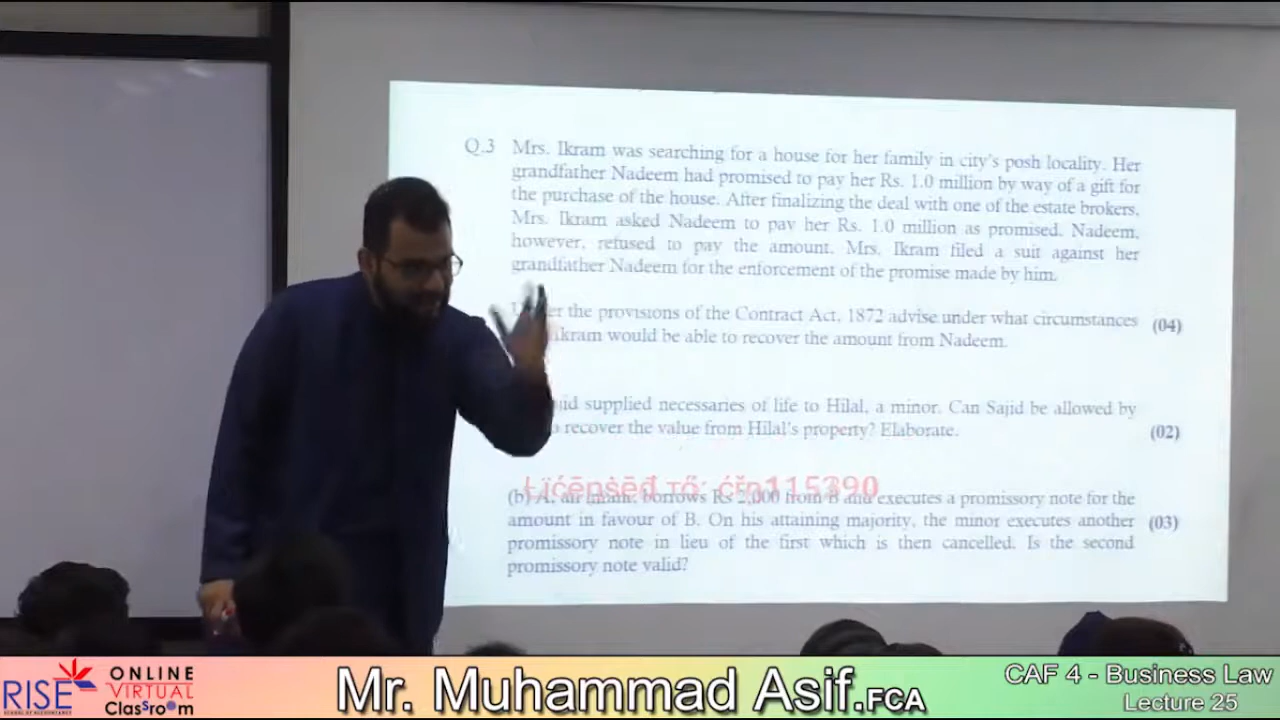 Q.3 Mrs. Ikram was searching for a house for her family in city's posh locality. Her
grandfather Nadeem had promised to pay her Rs. 1.0 million by way of a gift for
the purchase of the house. After finalizing the deal with one of the estate brokers,
Mrs. Ikram asked Nadeem to pay her Rs. 1.0 million as promised. Nadeem,
however, refused to pay the amount. Mrs. Ikram filed a suit against her
grandfather Nadeem for the enforcement of the promise made by him.
the provisions of the Contract Act, 1872 advise under what circumstances (04)
Ikram would be able to recover the amount from Nadeem.
supplied necessaries of life to Hilal, a minor. Can Sajid be allowed by
recover the value from Hilal's property? Elaborate. (02)
Ļïćēņṡēđ тő: ćřņ115390
(b) A, an borrows Rs 2,000 from B and executes a promissory note for the
amount in favour of B. On his attaining majority, the minor executes another (03)
promissory note in lieu of the first which is then cancelled. Is the second
promissory note valid?
RISE
SCHOOL OF ACCOUNTANCY
ONLINE
VIRTUAL
Classroom
Mr. Muhammad Asif.FCA
CAF 4 - Business Law
Lecture 25